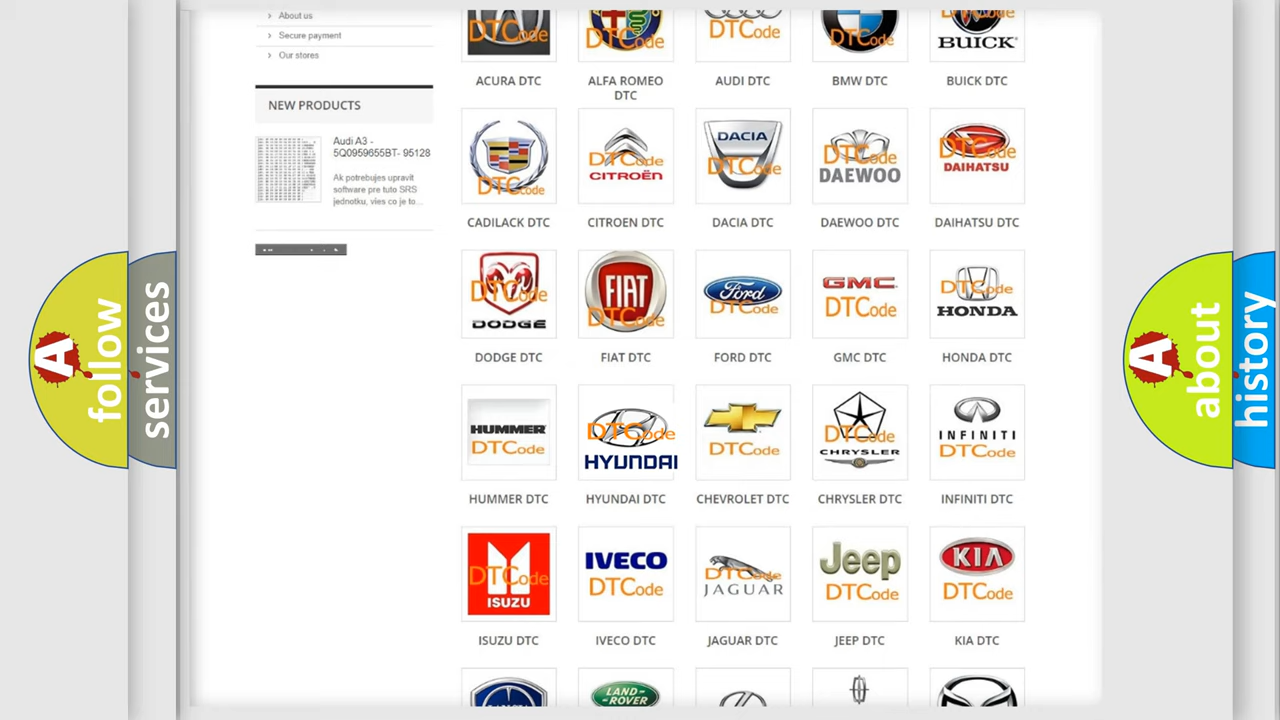 About us
Secure payment
Our stores
NEW PRODUCTS
Audi A3 -
5Q0959655BT- 95128
Ak potrebujes upravit
software pre tuto SRS
jednotku, vies co je to...
DTCode DTCode DTCode DTCode BUICK
ACURA DTC ALFA ROMEO DTC AUDI DTC BMW DTC BUICK DTC
DTCode DTCode CITROËN DACIA DTCode DTCode DAEWOO DTCode DAIHATSU
CADILACK DTC CITROEN DTC DACIA DTC DAEWOO DTC DAIHATSU DTC
DTCode DODGE FIAT DTCode Ford DTCode GMC DTCode DTCode HONDA
DODGE DTC FIAT DTC FORD DTC GMC DTC HONDA DTC
HUMMER DTCode DTCode HYUNDAI DTCode DTCode CHRYSLER INFINITI DTCode
HUMMER DTC HYUNDAI DTC CHEVROLET DTC CHRYSLER DTC INFINITI DTC
DTCode ISUZU IVECO DTCode DTCode JAGUAR Jeep DTCode KIA DTCode
ISUZU DTC IVECO DTC JAGUAR DTC JEEP DTC KIA DTC
LAND-ROVER
A follow
services
A about
history